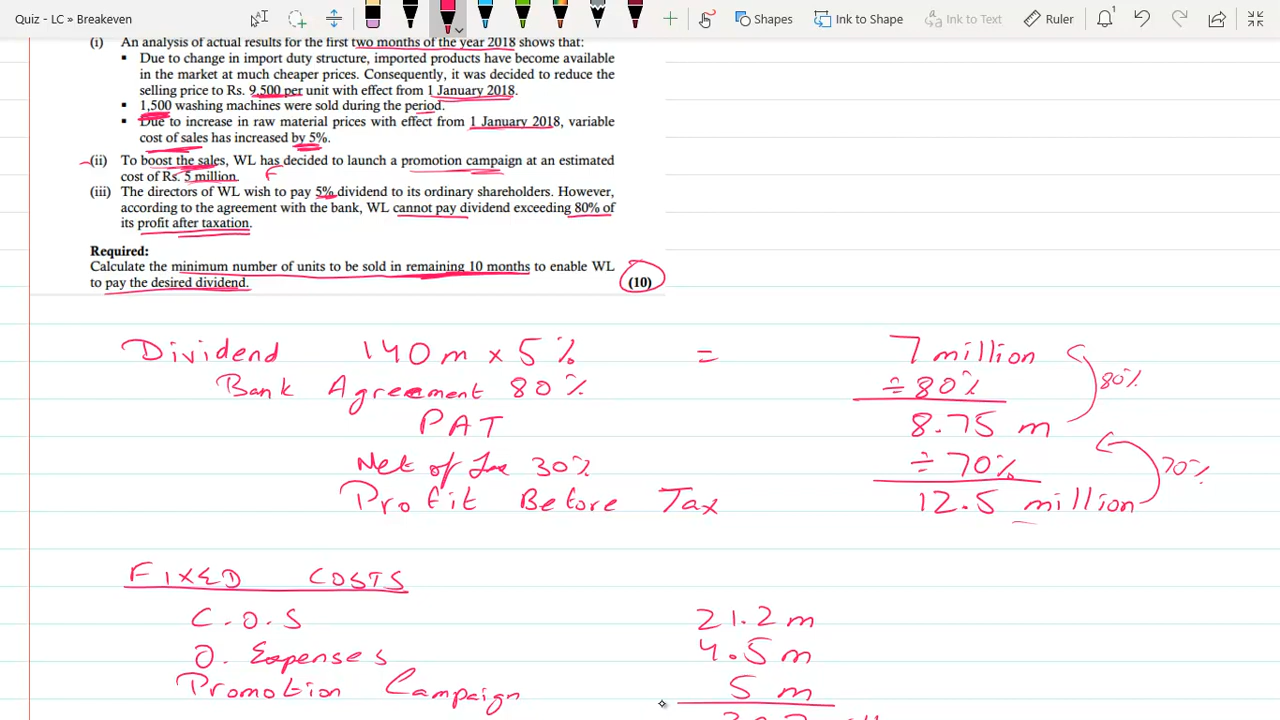 Quiz - LC » Breakeven
Shapes
Ink to Shape
Ink to Text
Ruler
(i) An analysis of actual results for the first two months of the year 2018 shows that:
▪ Due to change in import duty structure, imported products have become available
in the market at much cheaper prices. Consequently, it was decided to reduce the
selling price to Rs. 9,500 per unit with effect from 1 January 2018.
▪ 1,500 washing machines were sold during the period.
▪ Due to increase in raw material prices with effect from 1 January 2018, variable
cost of sales has increased by 5%.
(ii) To boost the sales, WL has decided to launch a promotion campaign at an estimated
cost of Rs. 5 million. F
(iii) The directors of WL wish to pay 5% dividend to its ordinary shareholders. However,
according to the agreement with the bank, WL cannot pay dividend exceeding 80% of
its profit after taxation.
Required:
Calculate the minimum number of units to be sold in remaining 10 months to enable WL
to pay the desired dividend. (10)
Dividend 140 m × 5% = 7 million
Bank Agreement 80% ÷ 80% 80%
PAT 8.75 m
Net of Tax 30% ÷ 70% 70%
Profit Before Tax 12.5 million
FIXED COSTS
C.O.S 21.2 m
O. Expenses 4.5 m
Promotion Campaign 5 m